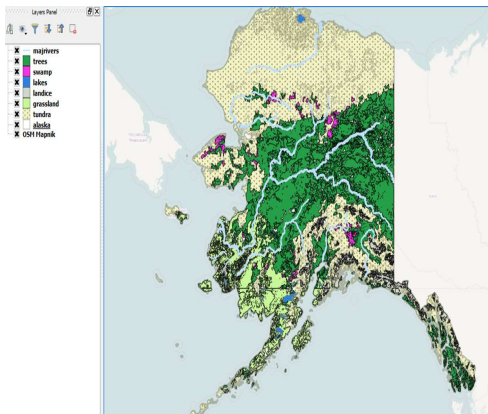 Layers Panel
majrivers
trees
swamp
lakes
landice
grassland
tundra
alaska
OSM Mapnik